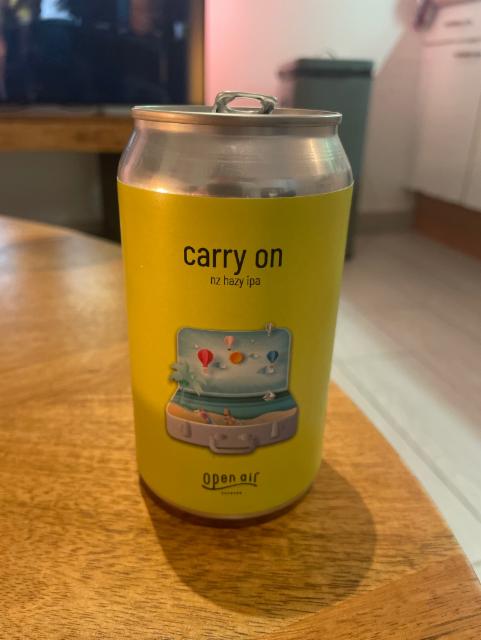 carry on
nz hazy ipa
open air